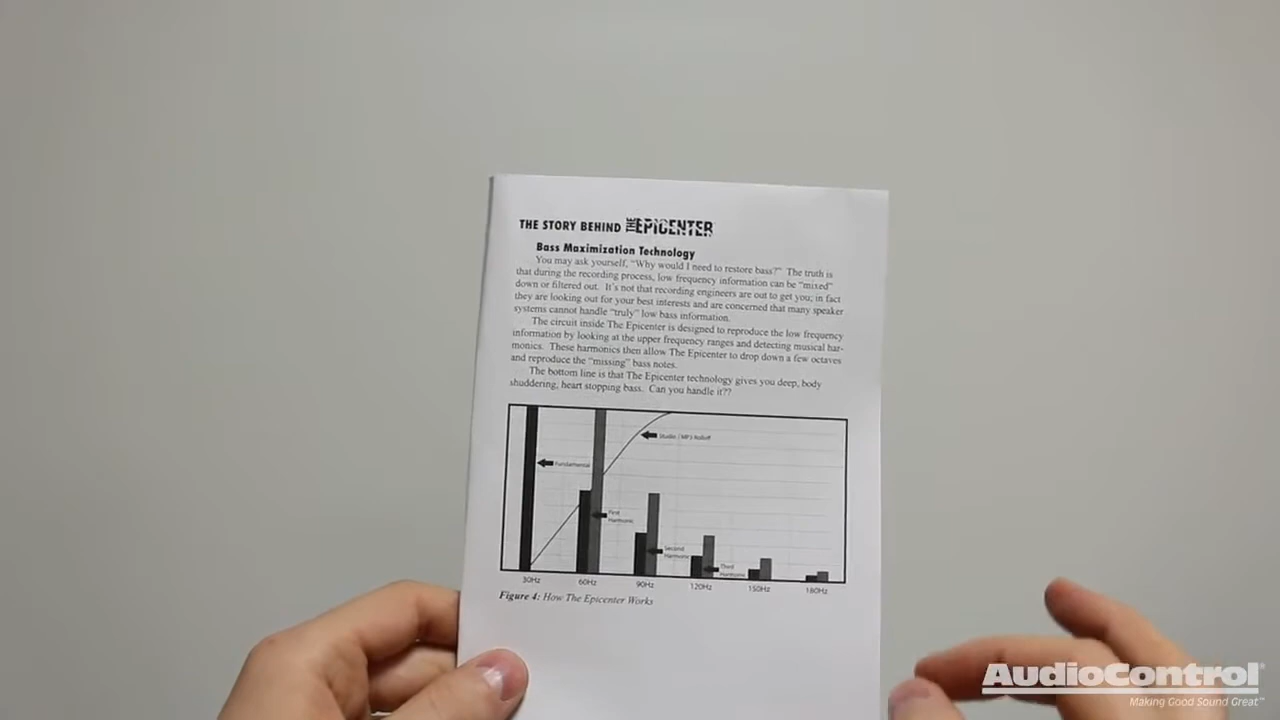 THE STORY BEHIND THE EPICENTER
Bass Maximization Technology
You may ask yourself, "Why would I need to restore bass?" The truth is
that during the recording process, low frequency information can be "mixed"
down or filtered out. It's not that recording engineers are out to get you; in fact
they are looking out for your best interests and are concerned that many speaker
systems cannot handle "truly" low bass information.
The circuit inside The Epicenter is designed to reproduce the low frequency
information by looking at the upper frequency ranges and detecting musical har-
monics. These harmonics then allow The Epicenter to drop down a few octaves
and reproduce the "missing" bass notes.
The bottom line is that The Epicenter technology gives you deep, body
shuddering, heart stopping bass. Can you handle it??
Studio / MP3 Rolloff
Fundamental
First
Harmonic
Second
Harmonic
Third
Harmonic
30Hz 60Hz 90Hz 120Hz 150Hz 180Hz
Figure 4: How The Epicenter Works
AudioControl®
Making Good Sound Great™